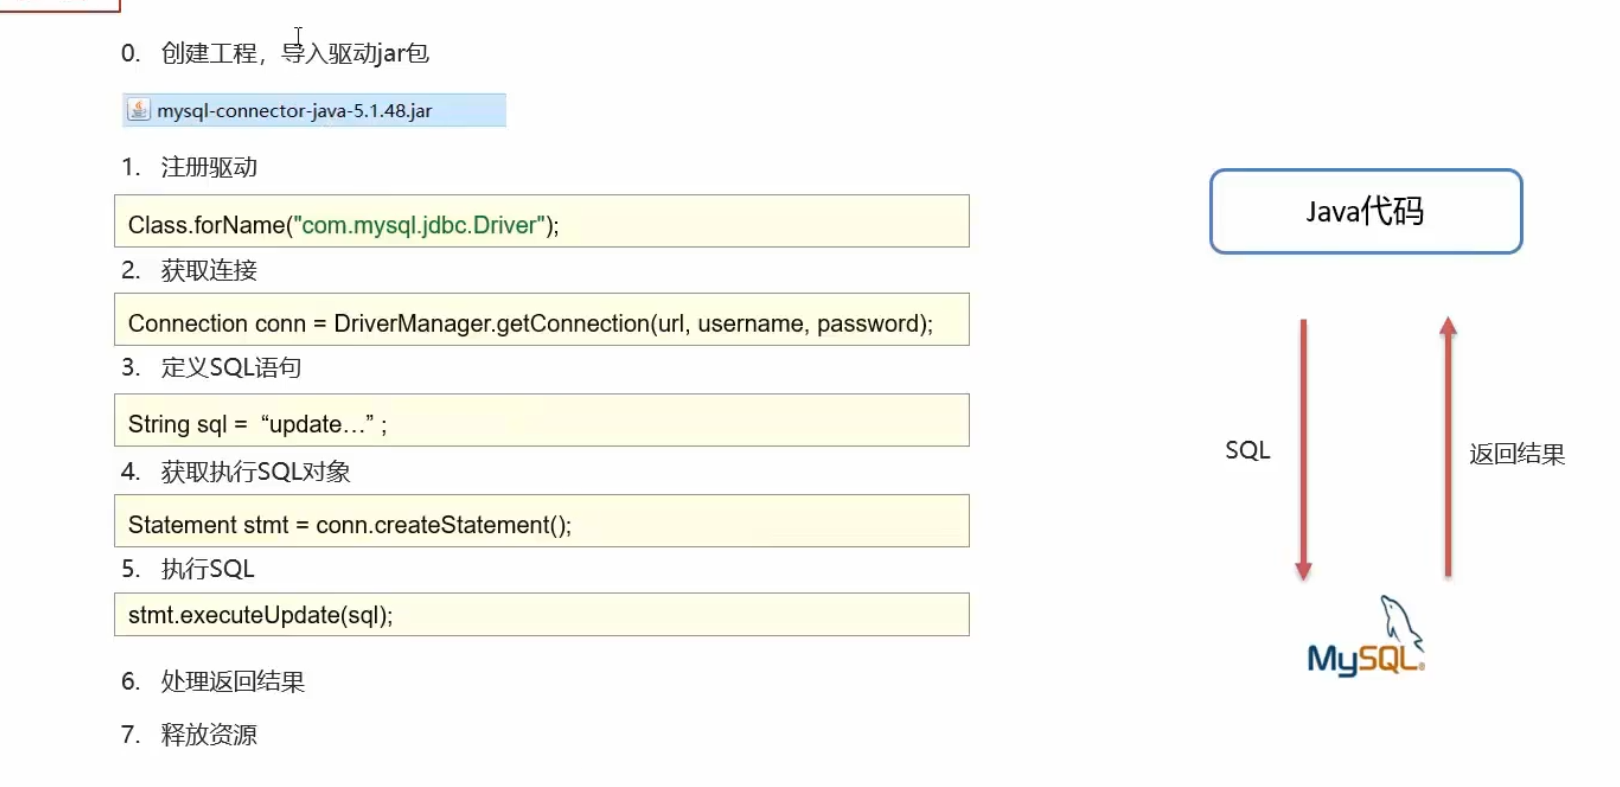 0. 创建工程，导入驱动jar包
mysql-connector-java-5.1.48.jar
1. 注册驱动
Class.forName("com.mysql.jdbc.Driver");
2. 获取连接
Connection conn = DriverManager.getConnection(url, username, password);
3. 定义SQL语句
String sql = “update…” ;
4. 获取执行SQL对象
Statement stmt = conn.createStatement();
5. 执行SQL
stmt.executeUpdate(sql);
6. 处理返回结果
7. 释放资源
Java代码
SQL
返回结果
MySQL®